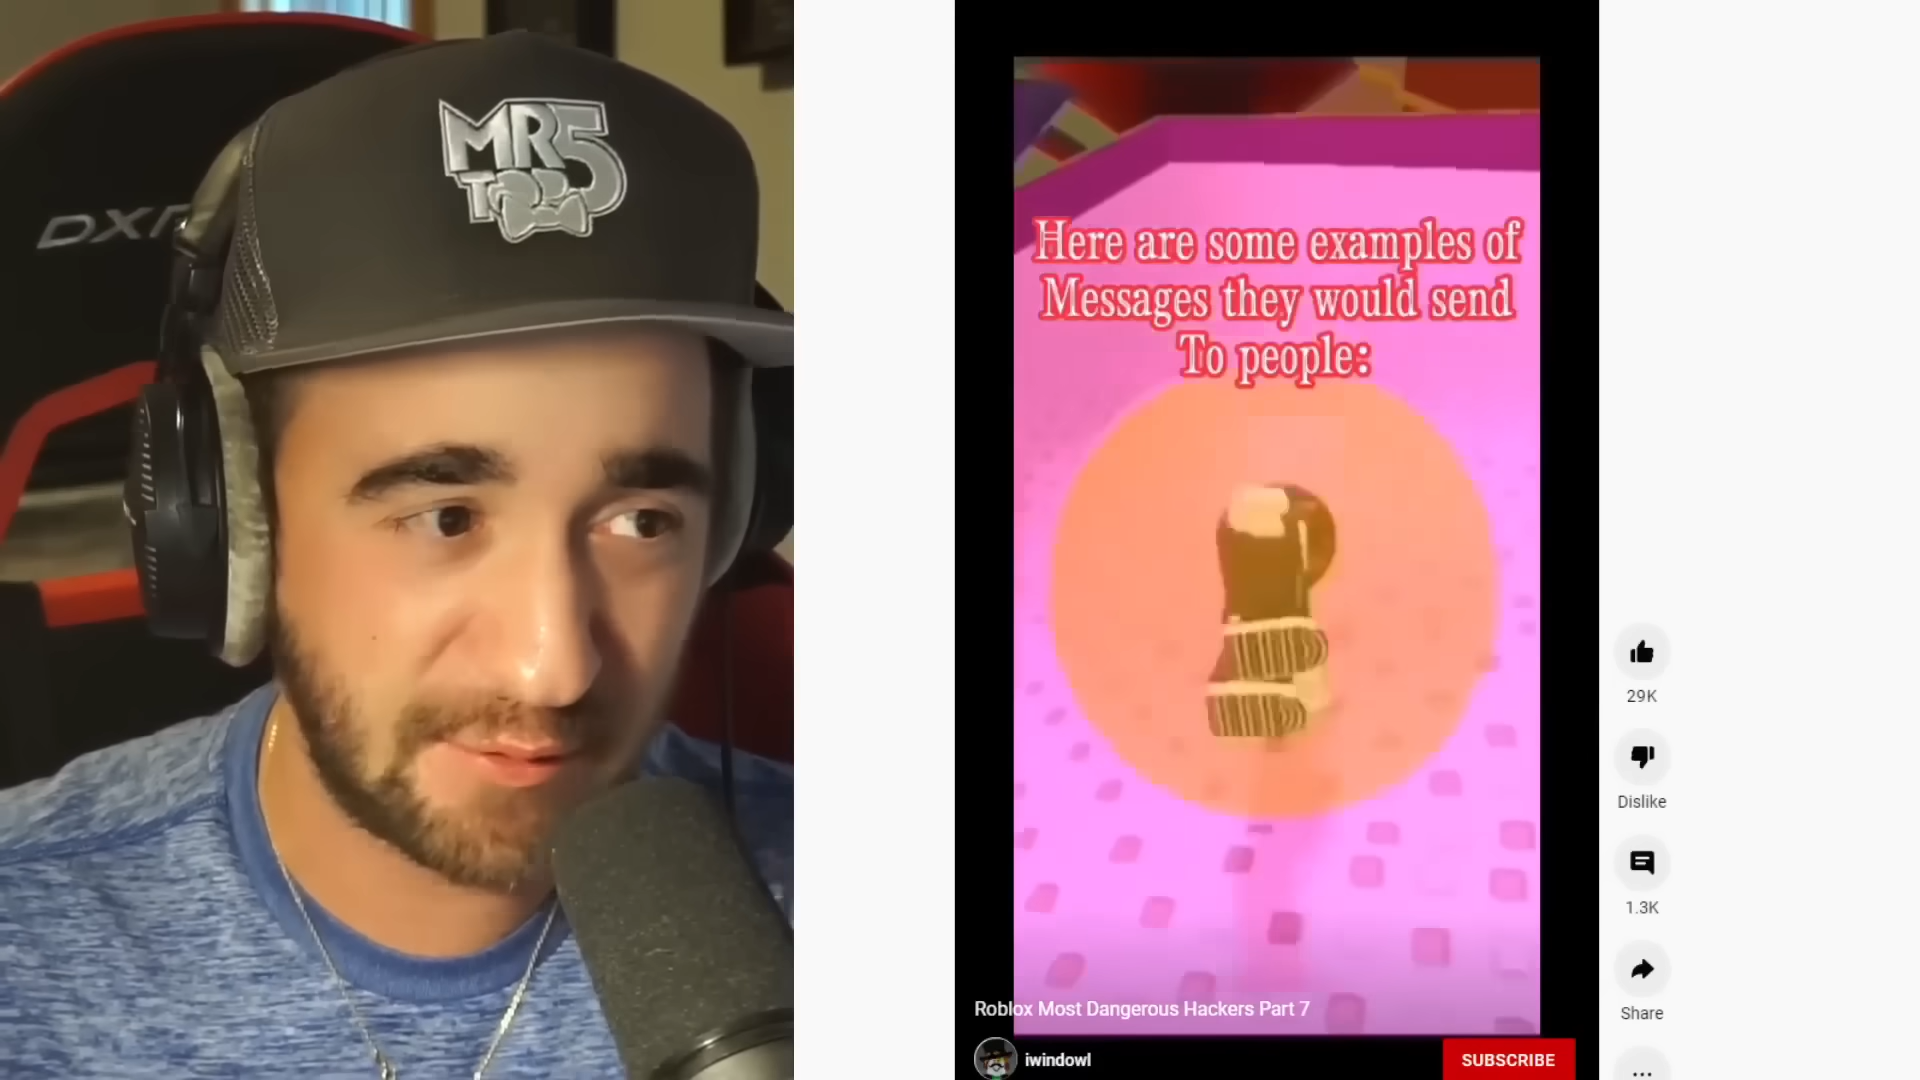 MR5
TOP
DXR
Here are some examples of
Messages they would send
To people:
29K
Dislike
1.3K
Share
Roblox Most Dangerous Hackers Part 7
iwindowl
SUBSCRIBE